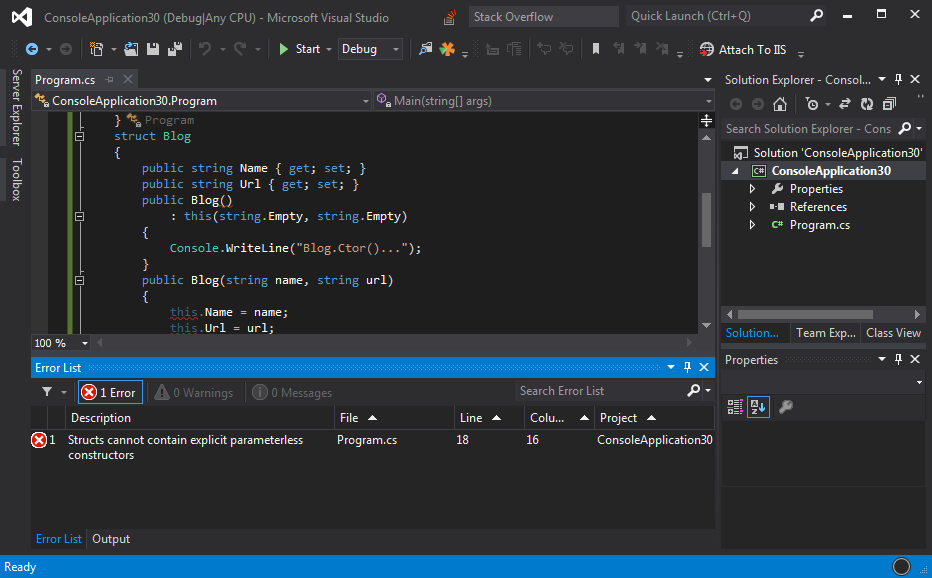 ConsoleApplication30 (Debug|Any CPU) - Microsoft Visual Studio
Stack Overflow
Quick Launch (Ctrl+Q)
Start
Debug
Attach To IIS
Server Explorer
Toolbox
Program.cs
ConsoleApplication30.Program
Main(string[] args)
} Program
struct Blog
{
public string Name { get; set; }
public string Url { get; set; }
public Blog()
: this(string.Empty, string.Empty)
{
Console.WriteLine("Blog.Ctor()...");
}
public Blog(string name, string url)
{
this.Name = name;
this.Url = url;
100 %
Solution Explorer - Consol...
Search Solution Explorer - Cons
Solution 'ConsoleApplication30'
C# ConsoleApplication30
Properties
References
C# Program.cs
Solution...
Team Exp...
Class View
Properties
Error List
1 Error
0 Warnings
0 Messages
Search Error List
Description
File
Line
Colu...
Project
1 Structs cannot contain explicit parameterless
constructors
Program.cs
18
16
ConsoleApplication30
Error List
Output
Ready